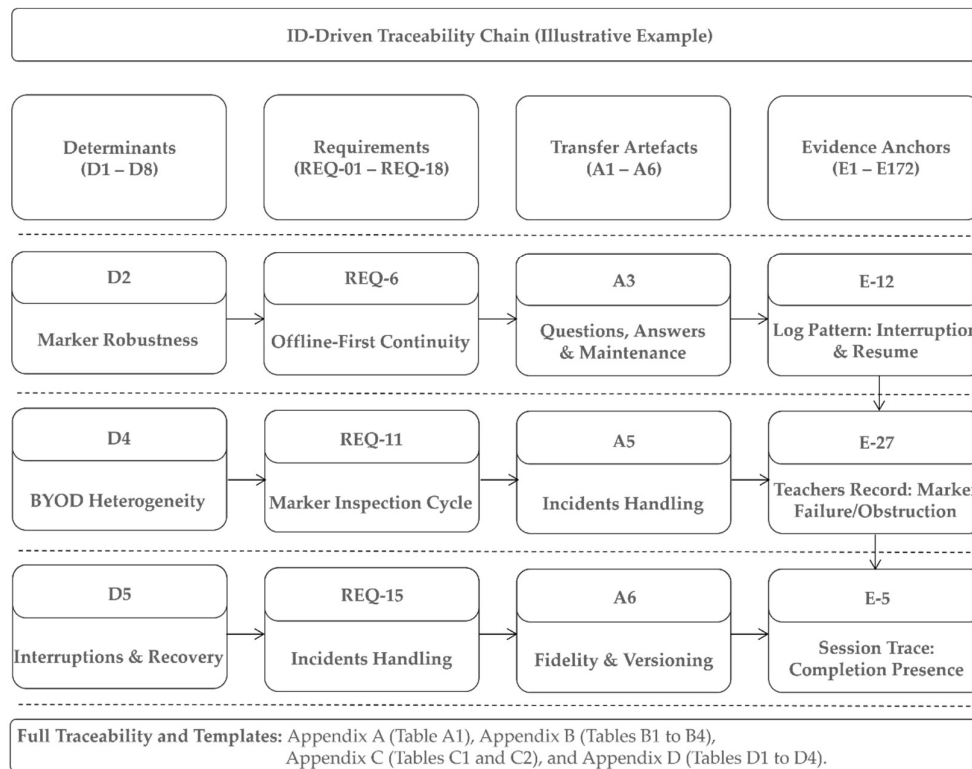 ID-Driven Traceability Chain (Illustrative Example)
Determinants
(D1 – D8)
Requirements
(REQ-01 – REQ-18)
Transfer Artefacts
(A1 – A6)
Evidence Anchors
(E1 – E172)
D2
Marker Robustness
REQ-6
Offline-First Continuity
A3
Questions, Answers
& Maintenance
E-12
Log Pattern: Interruption
& Resume
D4
BYOD Heterogeneity
REQ-11
Marker Inspection Cycle
A5
Incidents Handling
E-27
Teachers Record: Marker
Failure/Obstruction
D5
Interruptions & Recovery
REQ-15
Incidents Handling
A6
Fidelity & Versioning
E-5
Session Trace:
Completion Presence
Full Traceability and Templates: Appendix A (Table A1), Appendix B (Tables B1 to B4),
Appendix C (Tables C1 and C2), and Appendix D (Tables D1 to D4).